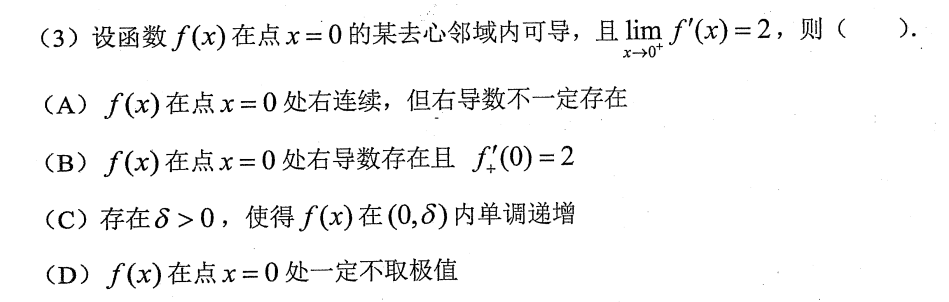 （3）设函数 f(x) 在点 x = 0 的某去心邻域内可导，且 lim_{x→0⁺} f′(x) = 2，则（　　）.
（A） f(x) 在点 x = 0 处右连续，但右导数不一定存在
（B） f(x) 在点 x = 0 处右导数存在且 f′₊(0) = 2
（C）存在 δ > 0，使得 f(x) 在 (0,δ) 内单调递增
（D） f(x) 在点 x = 0 处一定不取极值